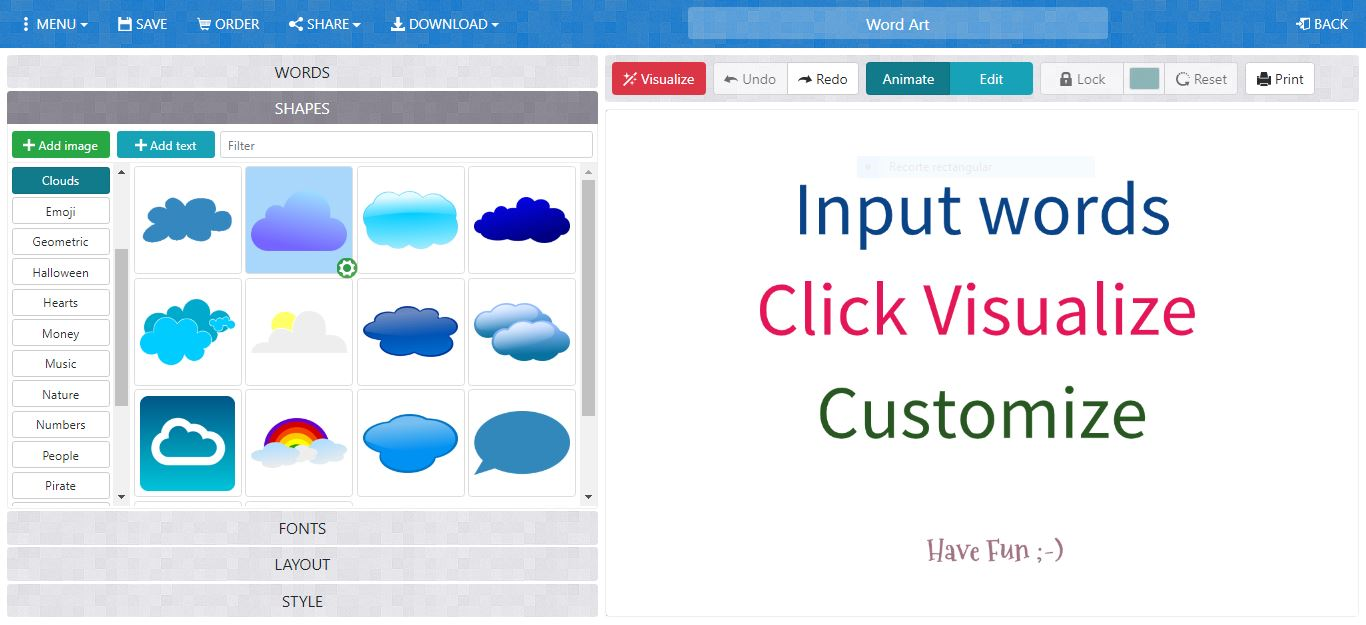 MENU SAVE ORDER SHARE DOWNLOAD Word Art BACK
WORDS
SHAPES
Add image Add text Filter
Clouds
Emoji
Geometric
Halloween
Hearts
Money
Music
Nature
Numbers
People
Pirate
FONTS
LAYOUT
STYLE
Visualize Undo Redo Animate Edit Lock Reset Print
Recorte rectangular
Input words
Click Visualize
Customize
Have Fun ;-)